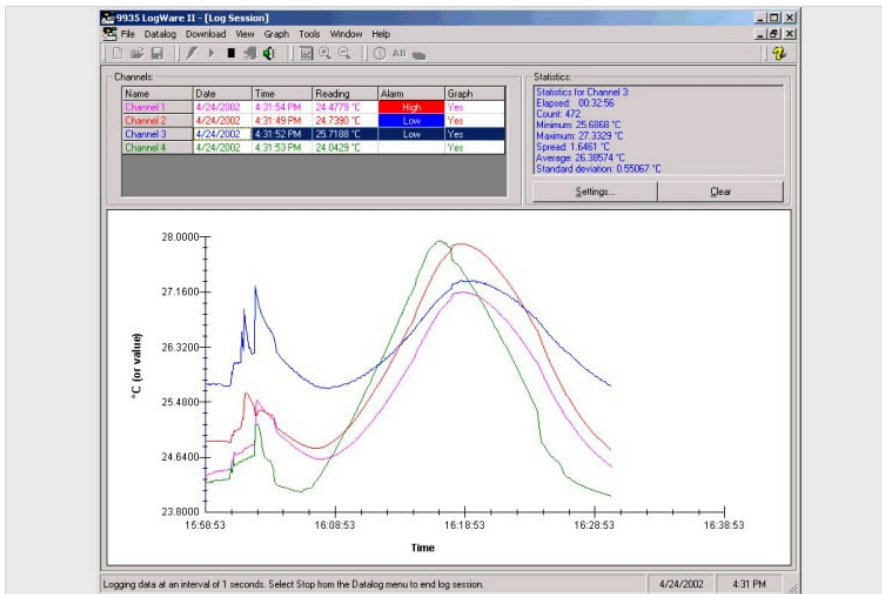 9935 LogWare II - [Log Session]
File Datalog Download View Graph Tools Window Help
AB
Channels:
Name Date Time Reading Alarm Graph
Channel 1 4/24/2002 4:31:54 PM 24.4779 °C High Yes
Channel 2 4/24/2002 4:31:49 PM 24.7390 °C Low Yes
Channel 3 4/24/2002 4:31:52 PM 25.7188 °C Low Yes
Channel 4 4/24/2002 4:31:53 PM 24.0429 °C Yes
Statistics:
Statistics for Channel 3:
Elapsed: 00:32:56
Count: 472
Minimum: 25.6868 °C
Maximum: 27.3329 °C
Spread: 1.6461 °C
Average: 26.38574 °C
Standard deviation: 0.55067 °C
Settings... Clear
28.0000
27.1600
26.3200
25.4800
24.6400
23.8000
°C (or value)
15:58:53 16:08:53 16:18:53 16:28:53 16:38:53
Time
Logging data at an interval of 1 seconds. Select Stop from the Datalog menu to end log session. 4/24/2002 4:31 PM